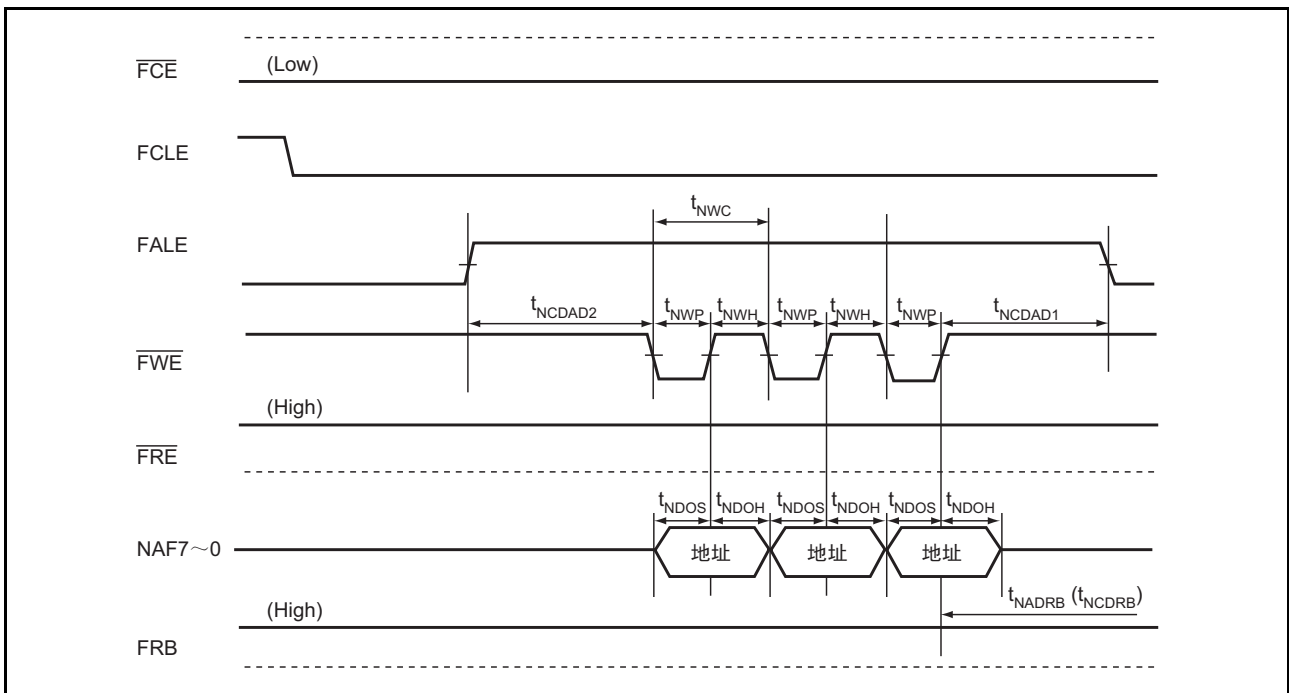 FCE (Low)
FCLE
tNWC
FALE
tNCDAD2 tNWP tNWH tNWP tNWH tNWP tNCDAD1
FWE
(High)
FRE
tNDOS tNDOH tNDOS tNDOH tNDOS tNDOH
NAF7～0 地址 地址 地址
tNADRB (tNCDRB)
(High)
FRB